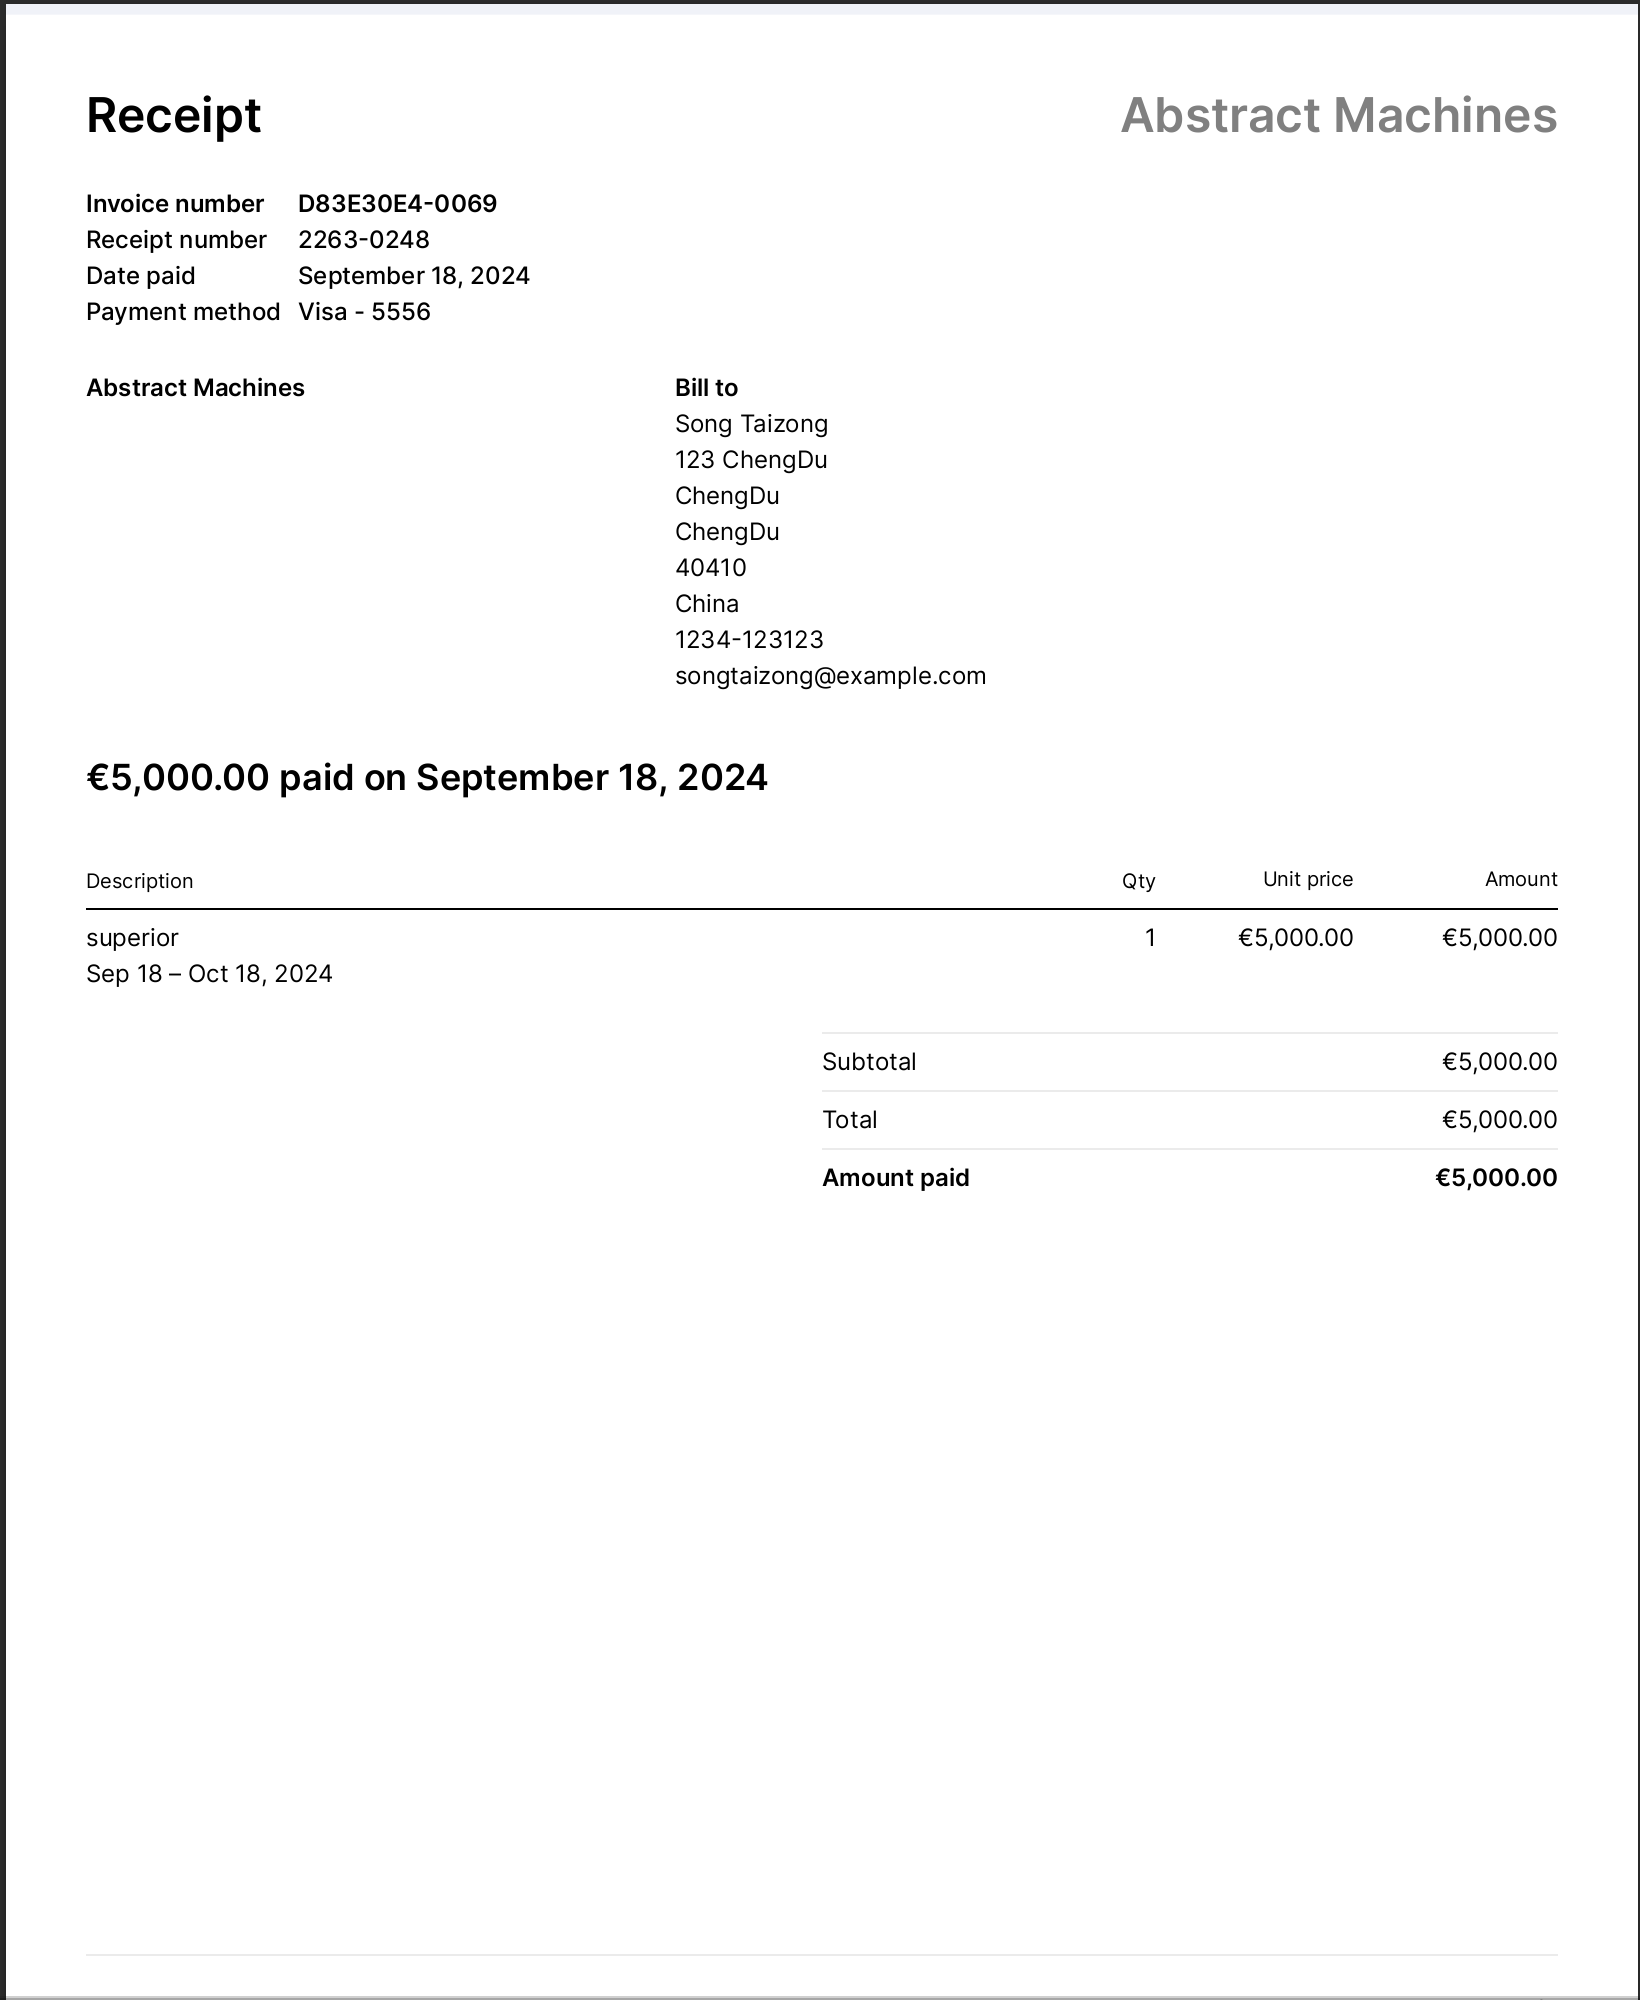 Receipt Abstract Machines
Invoice number D83E30E4-0069
Receipt number 2263-0248
Date paid September 18, 2024
Payment method Visa - 5556
Abstract Machines
Bill to
Song Taizong
123 ChengDu
ChengDu
ChengDu
40410
China
1234-123123
songtaizong@example.com
€5,000.00 paid on September 18, 2024
Description Qty Unit price Amount
superior 1 €5,000.00 €5,000.00
Sep 18 – Oct 18, 2024
Subtotal €5,000.00
Total €5,000.00
Amount paid €5,000.00